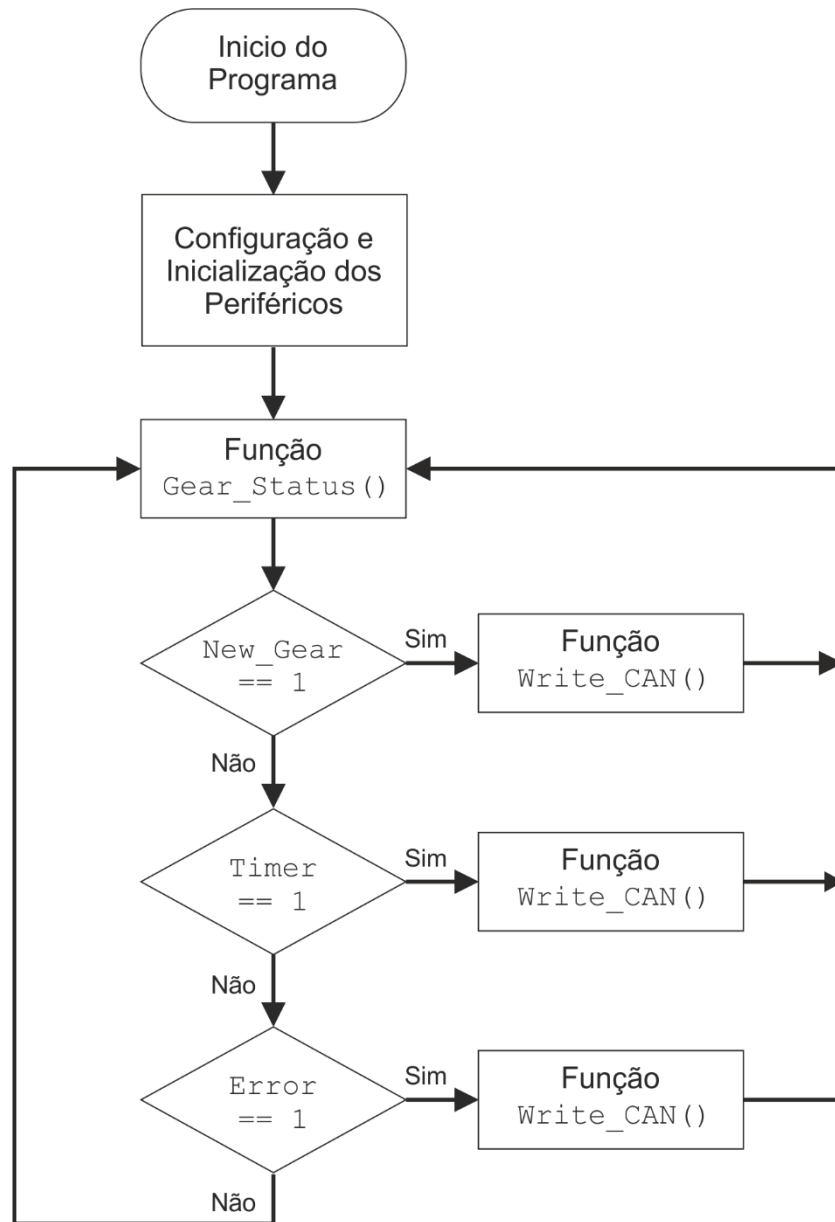 Inicio do
Programa
Configuração e
Inicialização dos
Periféricos
Função
Gear_Status()
New_Gear
== 1
Sim
Função
Write_CAN()
Não
Timer
== 1
Sim
Função
Write_CAN()
Não
Error
== 1
Sim
Função
Write_CAN()
Não